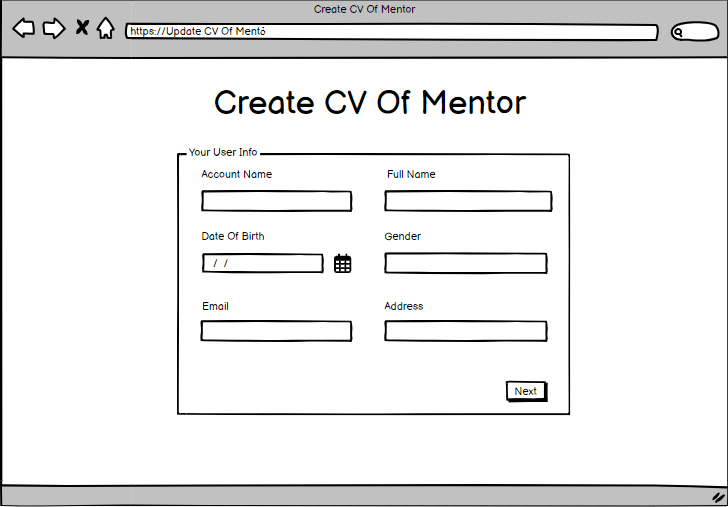 Create CV Of Mentor
https://Update CV Of Mentỏ
Create CV Of Mentor
Your User Info
Account Name
Full Name
Date Of Birth
Gender
/ /
Email
Address
Next